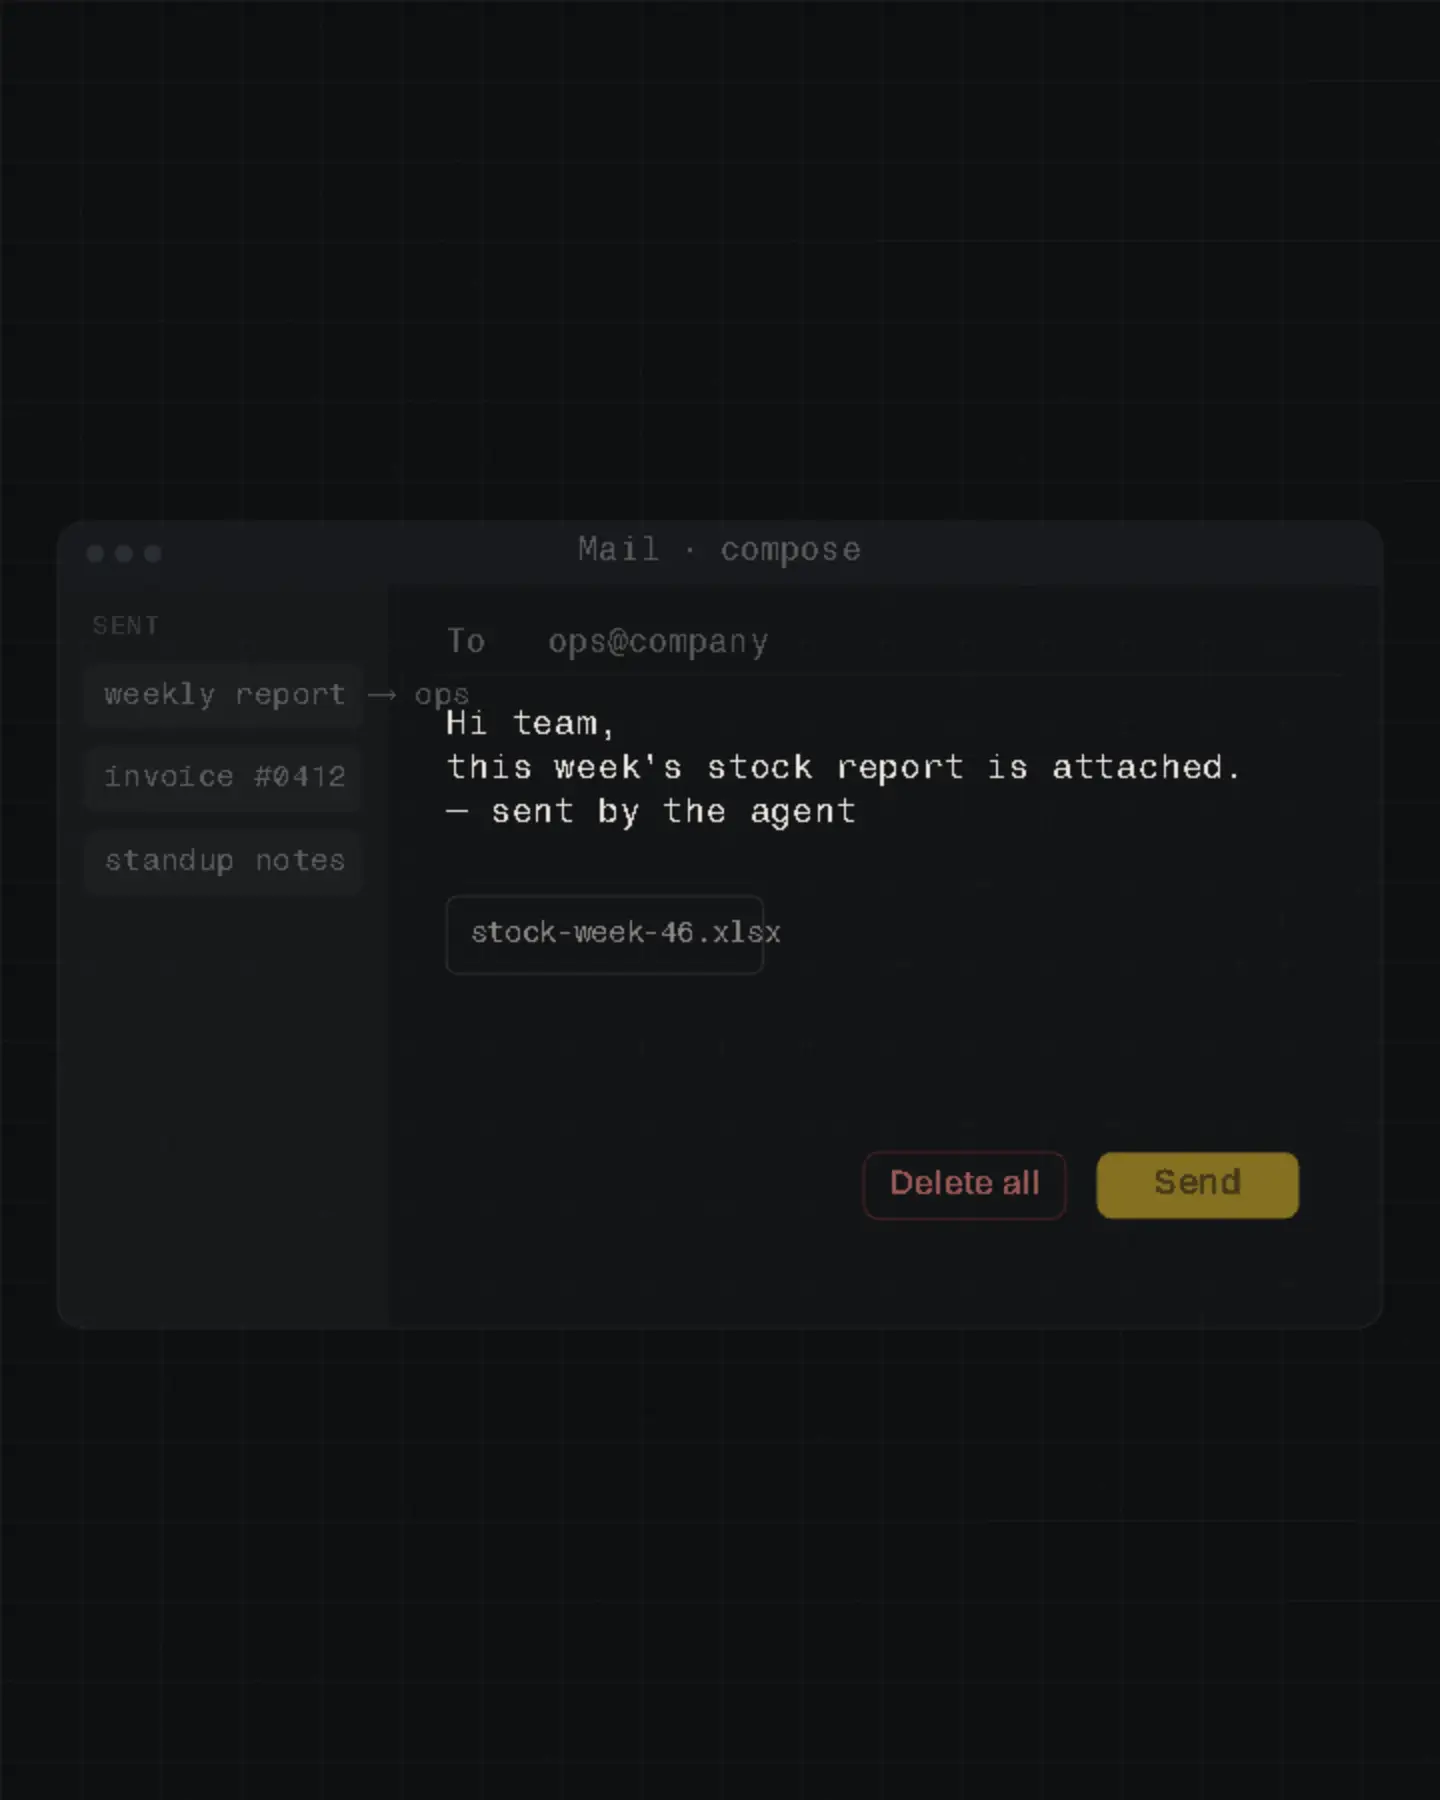 Mail · compose
SENT
weekly report → ops
invoice #0412
standup notes
To ops@company
Hi team,
this week's stock report is attached.
— sent by the agent
stock-week-46.xlsx
Delete all
Send